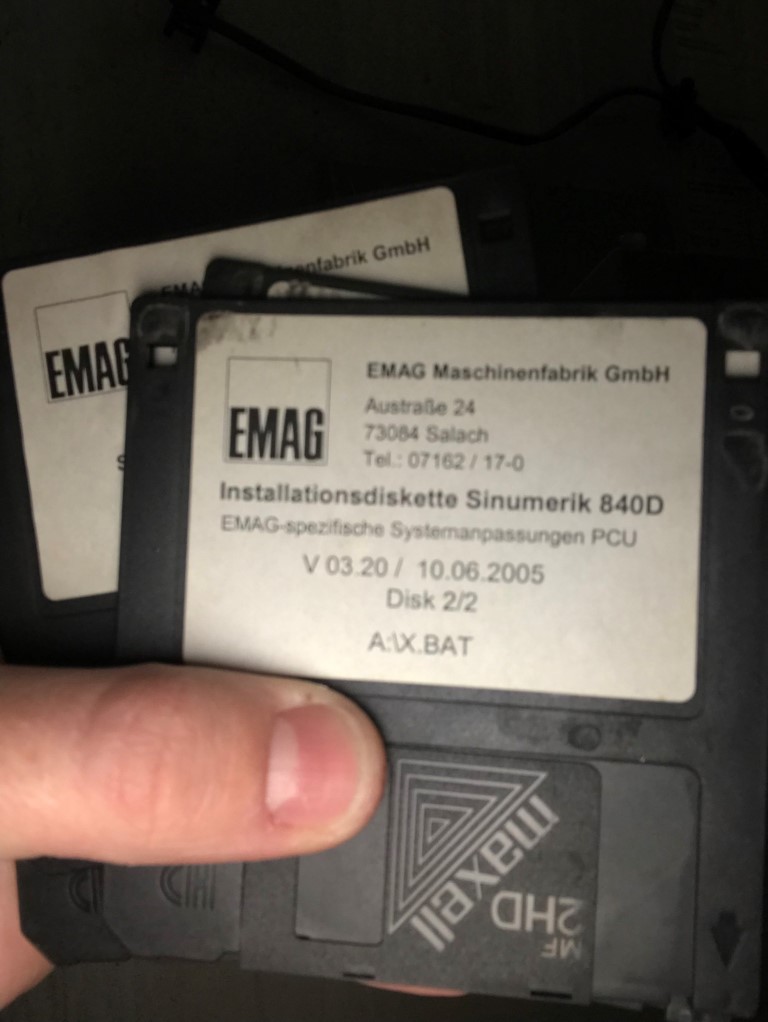 enfabrik GmbH
EMAG
EMAG
EMAG Maschinenfabrik GmbH
Austraße 24
73084 Salach
Tel.: 07162 / 17-0
Installationsdiskette Sinumerik 840D
EMAG-spezifische Systemanpassungen PCU
V 03.20 / 10.06.2005
Disk 2/2
A:\X.BAT
maxell
MF 2HD